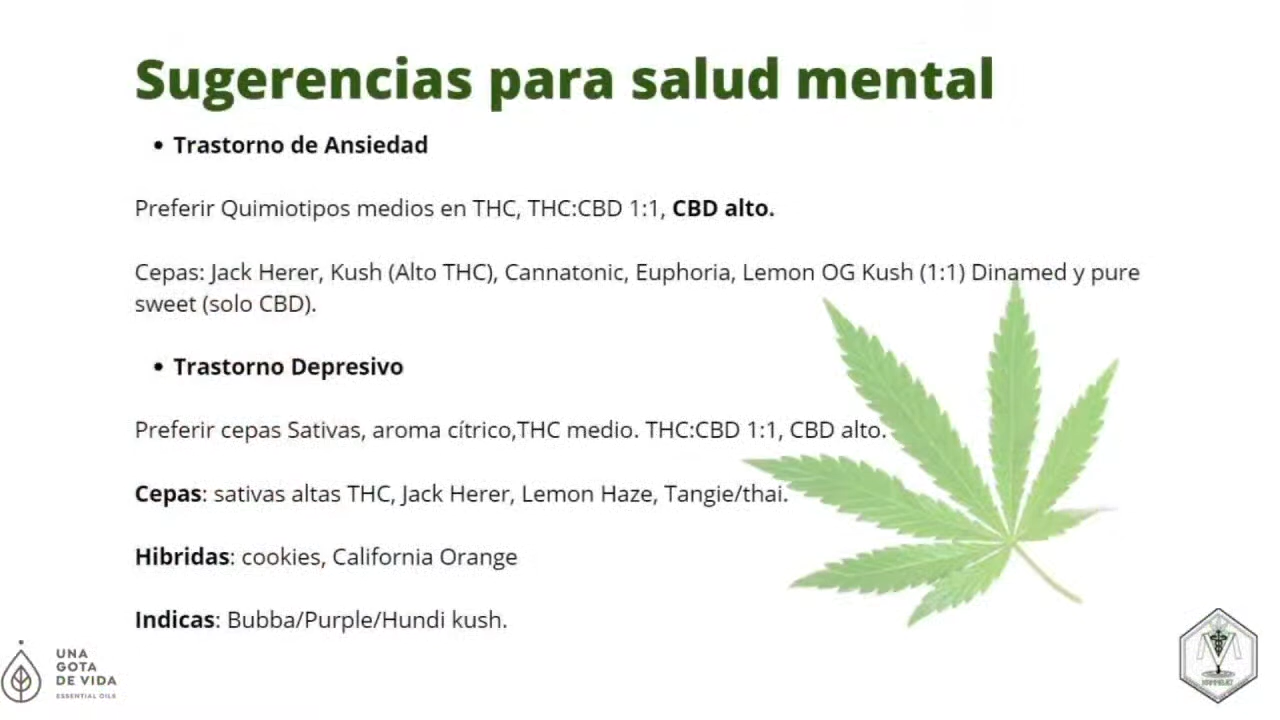 Sugerencias para salud mental
• Trastorno de Ansiedad
Preferir Quimiotipos medios en THC, THC:CBD 1:1, CBD alto.
Cepas: Jack Herer, Kush (Alto THC), Cannatonic, Euphoria, Lemon OG Kush (1:1) Dinamed y pure
sweet (solo CBD).
• Trastorno Depresivo
Preferir cepas Sativas, aroma cítrico,THC medio. THC:CBD 1:1, CBD alto.
Cepas: sativas altas THC, Jack Herer, Lemon Haze, Tangie/thai.
Hibridas: cookies, California Orange
Indicas: Bubba/Purple/Hundi kush.
UNA
GOTA
DE VIDA
ESSENTIAL OILS